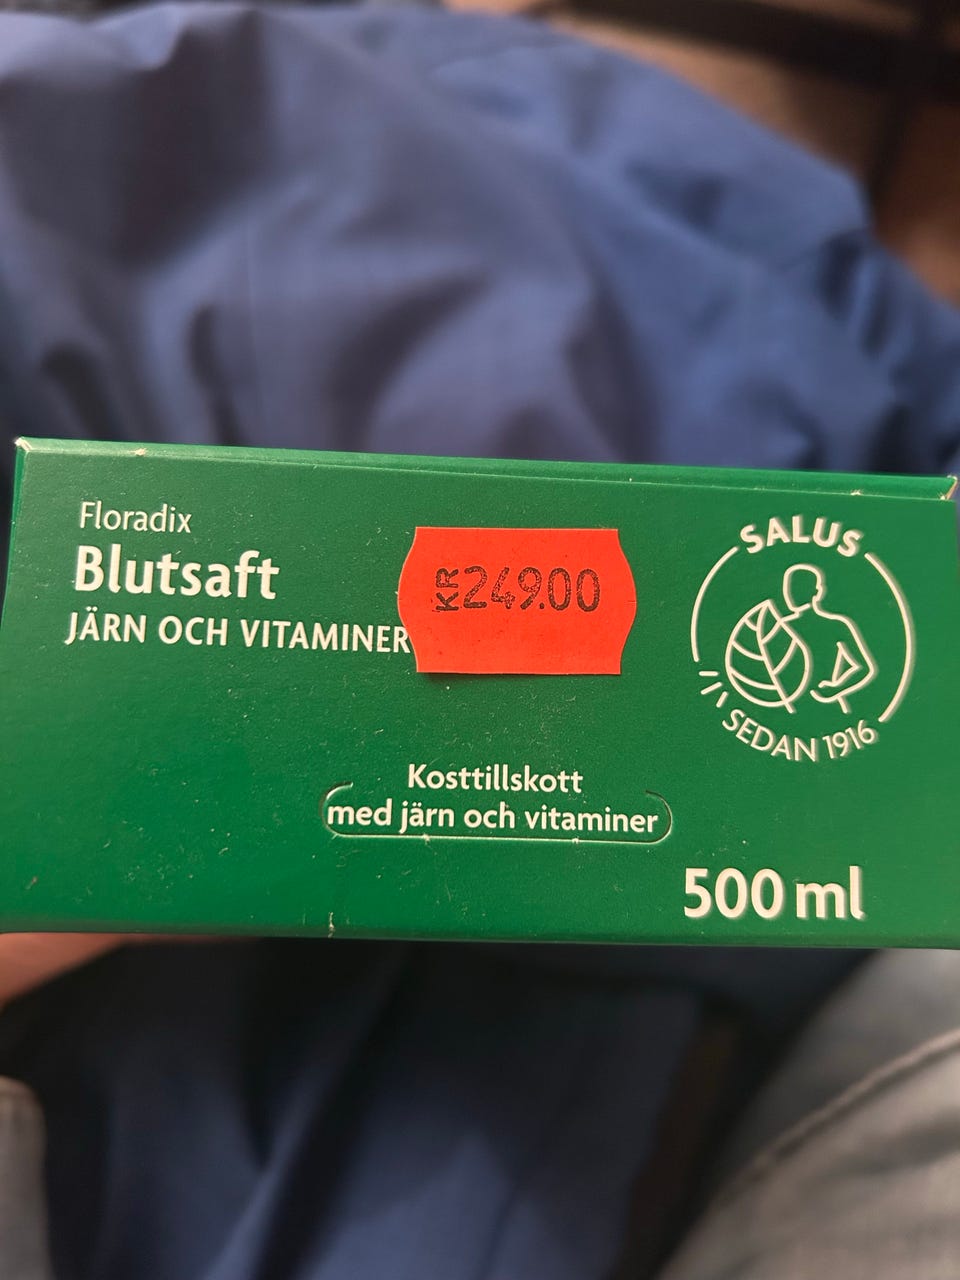 Floradix
Blutsaft
JÄRN OCH VITAMINER
KR 249.00
SALUS
SEDAN 1916
Kosttillskott
med järn och vitaminer
500 ml